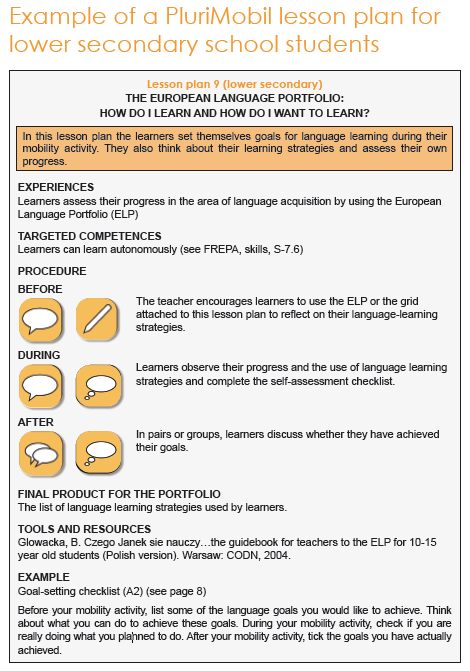 Example of a PluriMobil lesson plan for
lower secondary school students
Lesson plan 9 (lower secondary)
THE EUROPEAN LANGUAGE PORTFOLIO:
HOW DO I LEARN AND HOW DO I WANT TO LEARN?
In this lesson plan the learners set themselves goals for language learning during their
mobility activity. They also think about their learning strategies and assess their own
progress.
EXPERIENCES
Learners assess their progress in the area of language acquisition by using the European
Language Portfolio (ELP)
TARGETED COMPETENCES
Learners can learn autonomously (see FREPA, skills, S-7.6)
PROCEDURE
BEFORE
The teacher encourages learners to use the ELP or the grid
attached to this lesson plan to reflect on their language-learning
strategies.
DURING
Learners observe their progress and the use of language learning
strategies and complete the self-assessment checklist.
AFTER
In pairs or groups, learners discuss whether they have achieved
their goals.
FINAL PRODUCT FOR THE PORTFOLIO
The list of language learning strategies used by learners.
TOOLS AND RESOURCES
Glowacka, B. Czego Janek sie nauczy…the guidebook for teachers to the ELP for 10-15
year old students (Polish version). Warsaw: CODN, 2004.
EXAMPLE
Goal-setting checklist (A2) (see page 8)
Before your mobility activity, list some of the language goals you would like to achieve. Think
about what you can do to achieve these goals. During your mobility activity, check if you are
really doing what you planned to do. After your mobility activity, tick the goals you have actually
achieved.